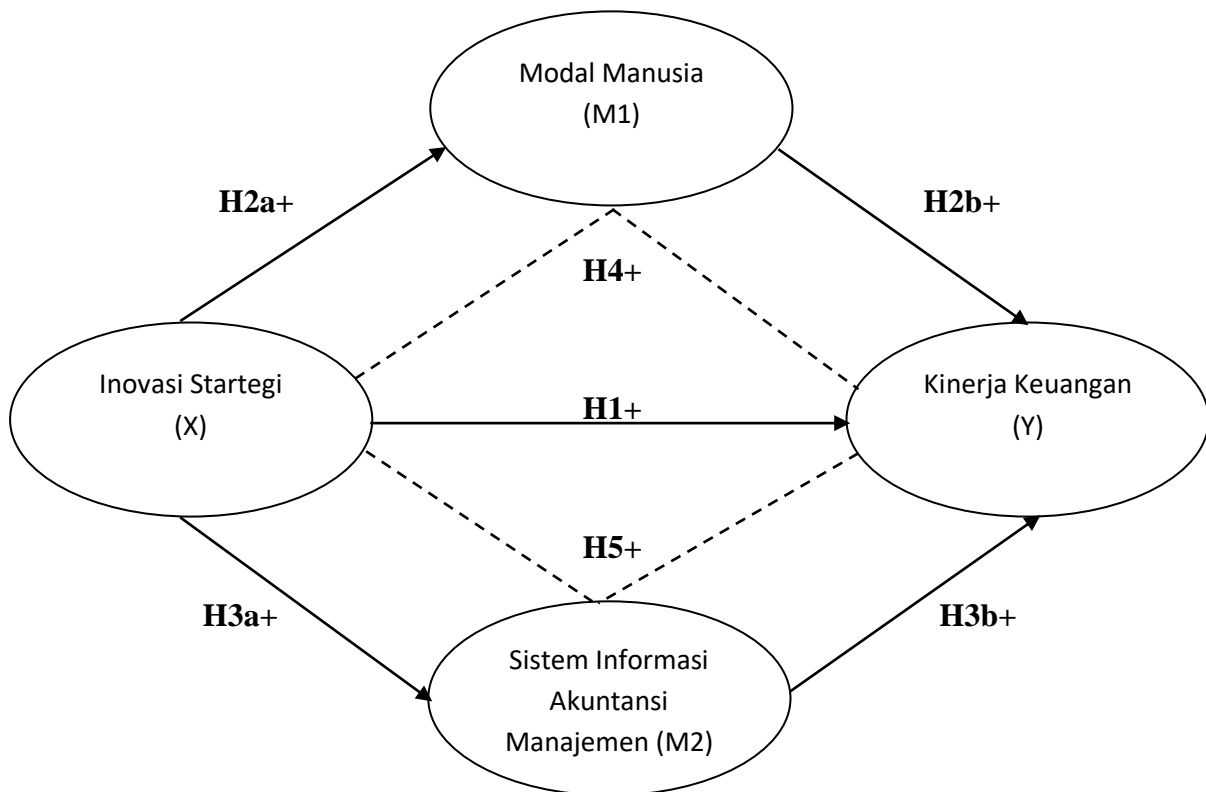 Modal Manusia
(M1)
H2a+
H2b+
H4+
Inovasi Startegi
(X)
H1+
Kinerja Keuangan
(Y)
H5+
H3a+
H3b+
Sistem Informasi
Akuntansi
Manajemen (M2)